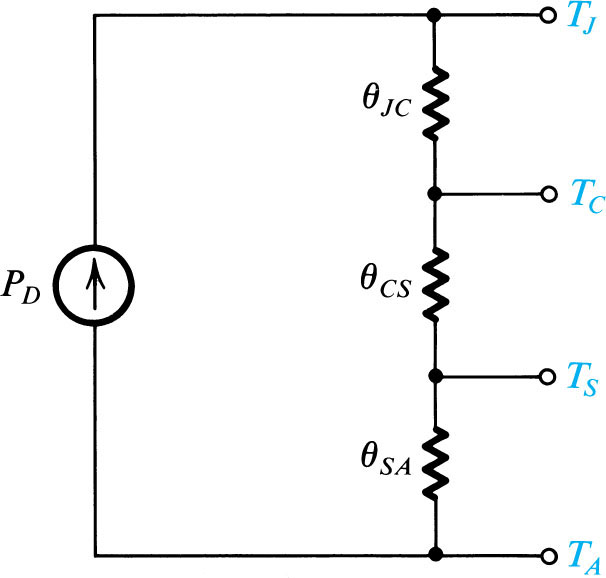 T_J
θ_JC
T_C
P_D
θ_CS
T_S
θ_SA
T_A